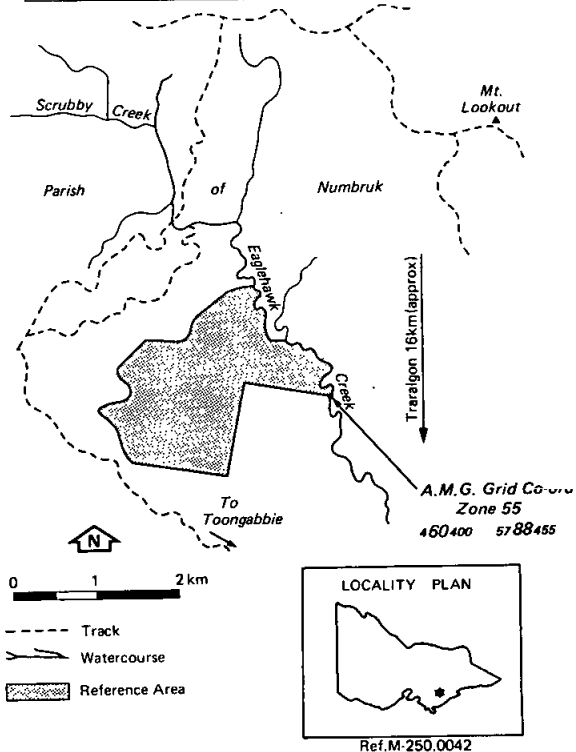 Mt.
Lookout
Scrubby Creek
Parish of Numbruk
Eaglehawk
Creek
Traralgon 16km(approx)
A.M.G. Grid
Zone 55
460400 5788455
To
Toongabbie
N
0 1 2 km
Track
Watercourse
Reference Area
LOCALITY PLAN
Ref.M-250.0042